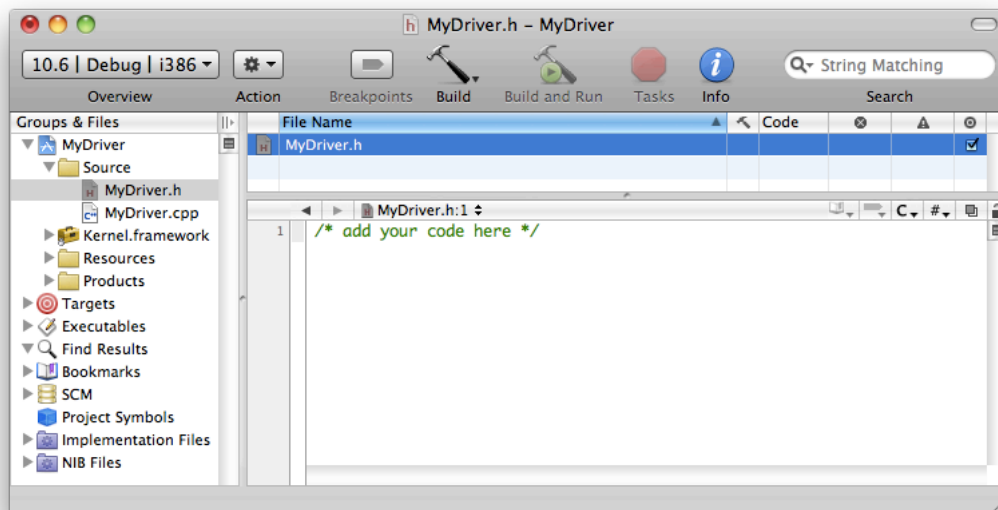 MyDriver.h – MyDriver
10.6 | Debug | i386
String Matching
Overview Action Breakpoints Build Build and Run Tasks Info Search
Groups & Files
File Name Code
MyDriver
MyDriver.h
Source
MyDriver.h
MyDriver.cpp
MyDriver.h:1 C #
1 /* add your code here */
Kernel.framework
Resources
Products
Targets
Executables
Find Results
Bookmarks
SCM
Project Symbols
Implementation Files
NIB Files